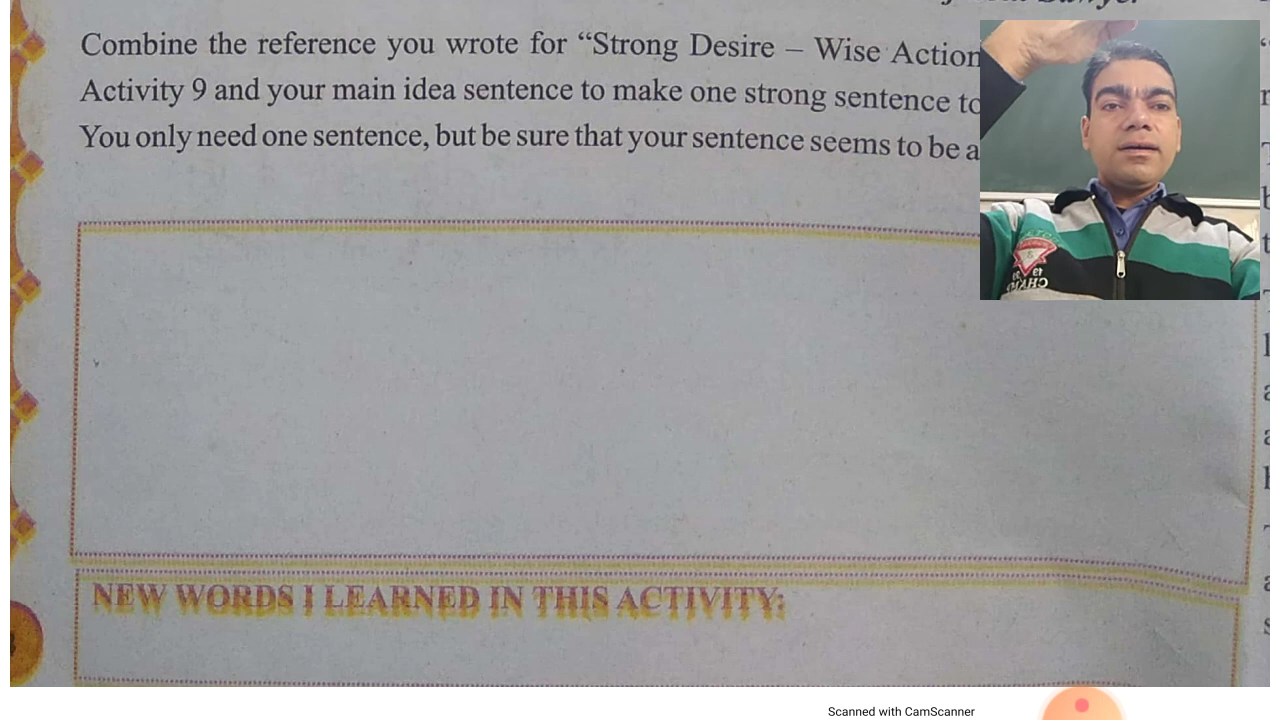 Combine the reference you wrote for “Strong Desire – Wise Action
Activity 9 and your main idea sentence to make one strong sentence to
You only need one sentence, but be sure that your sentence seems to be a
NEW WORDS I LEARNED IN THIS ACTIVITY:
Scanned with CamScanner